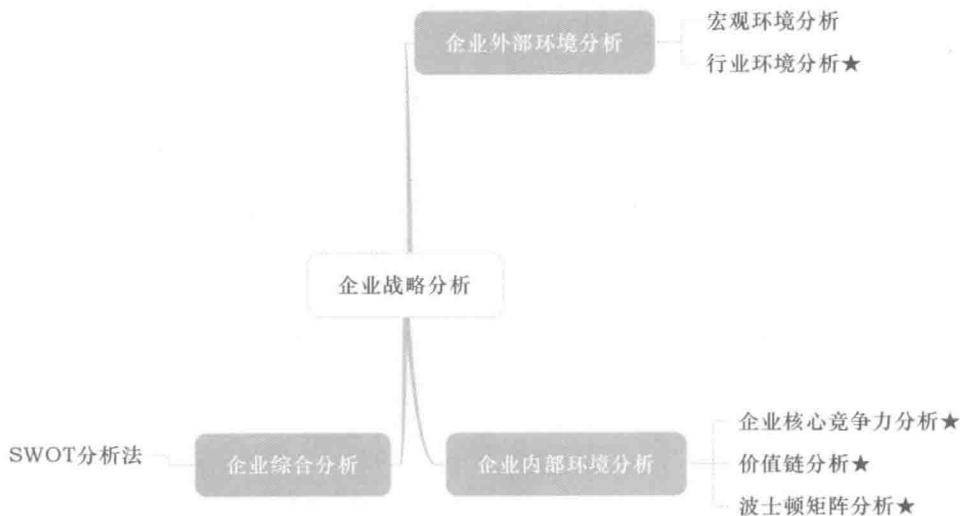 企业外部环境分析
宏观环境分析
行业环境分析★
企业战略分析
SWOT分析法
企业综合分析
企业内部环境分析
企业核心竞争力分析★
价值链分析★
波士顿矩阵分析★